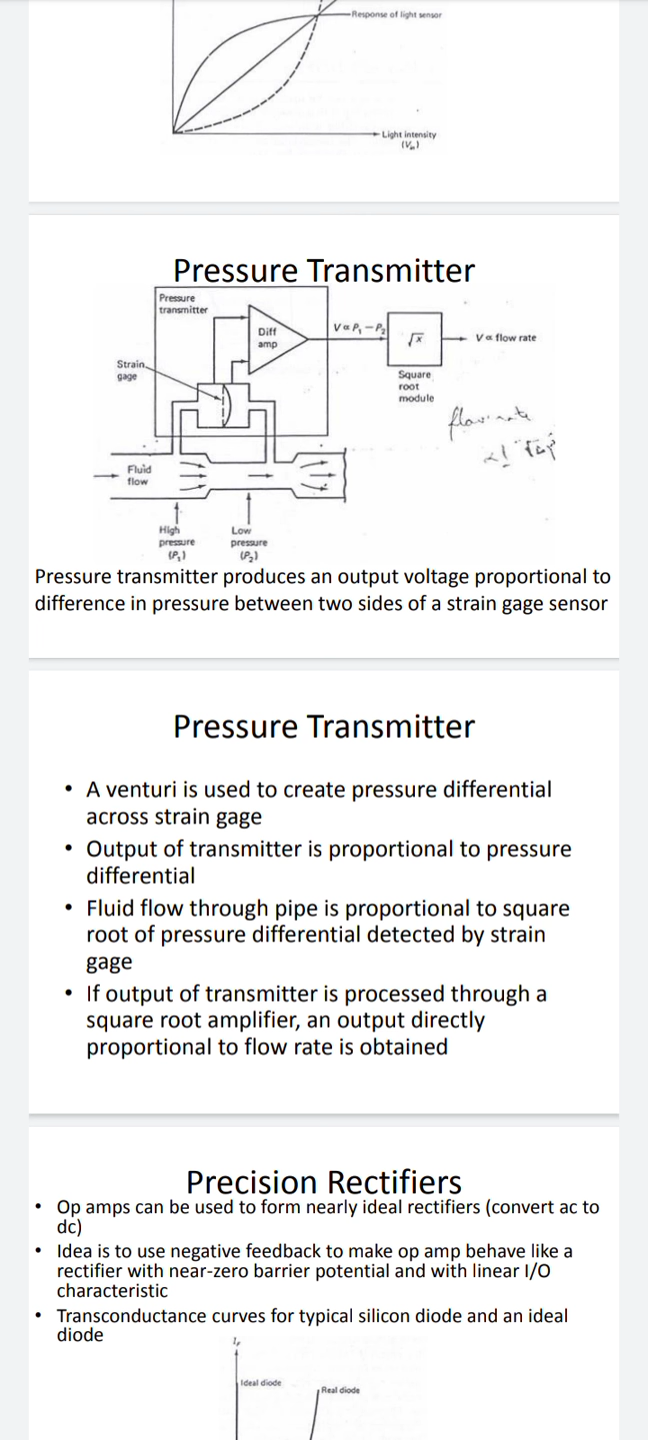 Response of light sensor
Light intensity
Pressure Transmitter
Pressure
transmitter
Diff
amp
V∝P₁-P₂
√x
V∝ flow rate
Strain
gage
Square
root
module
flow rate
Fluid
flow
High
pressure
(P₁)
Low
pressure
(P₂)
Pressure transmitter produces an output voltage proportional to
difference in pressure between two sides of a strain gage sensor
Pressure Transmitter
• A venturi is used to create pressure differential
across strain gage
• Output of transmitter is proportional to pressure
differential
• Fluid flow through pipe is proportional to square
root of pressure differential detected by strain
gage
• If output of transmitter is processed through a
square root amplifier, an output directly
proportional to flow rate is obtained
Precision Rectifiers
• Op amps can be used to form nearly ideal rectifiers (convert ac to
dc)
• Idea is to use negative feedback to make op amp behave like a
rectifier with near-zero barrier potential and with linear I/O
characteristic
• Transconductance curves for typical silicon diode and an ideal
diode
Ideal diode
Real diode